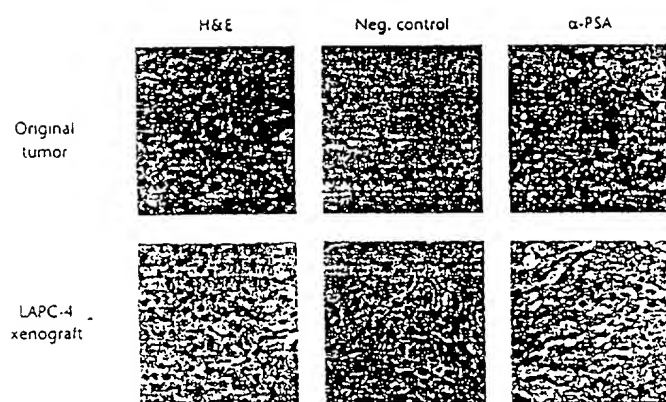 H&E
Neg. control
α-PSA
Original
tumor
LAPC-4
xenograft